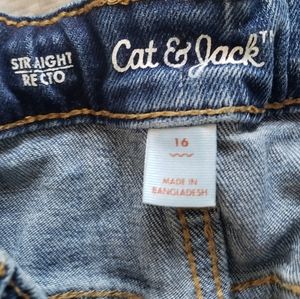 STRAIGHT
RECTO
Cat & Jack™
16
MADE IN
BANGLADESH